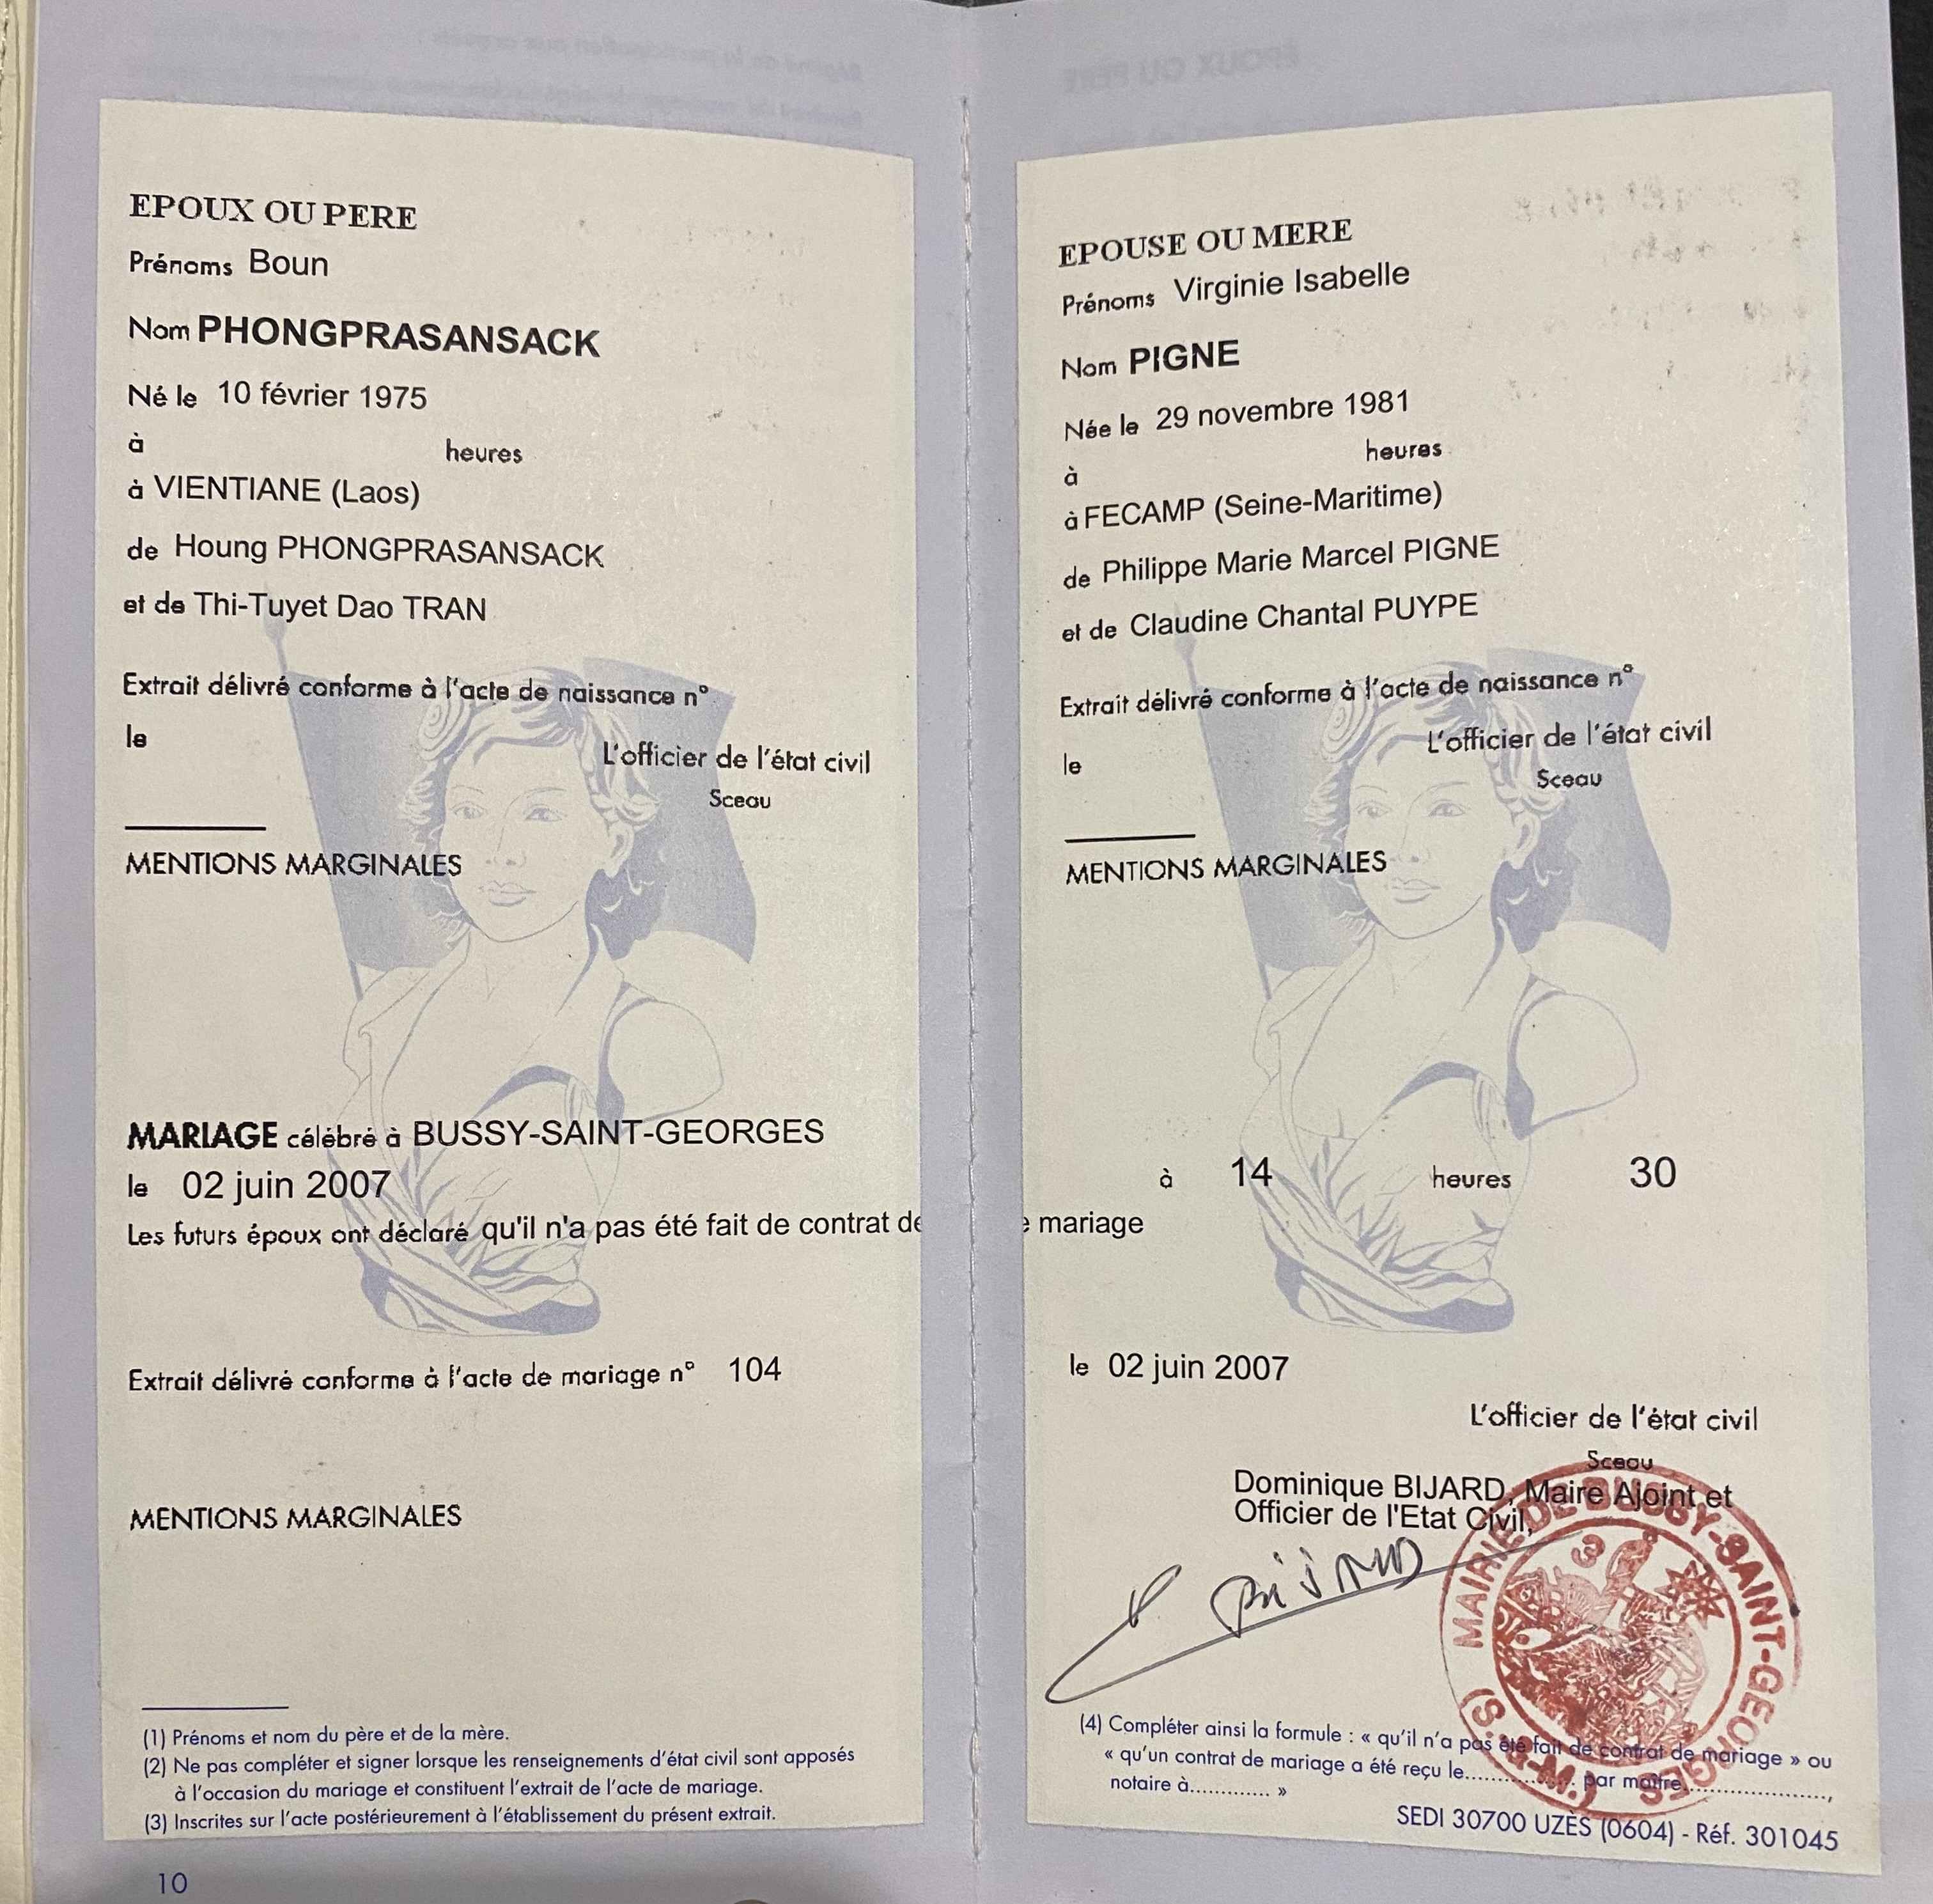 EPOUX OU PERE
Prénoms Boun
Nom PHONGPRASANSACK
Né le 10 février 1975
à heures
à VIENTIANE (Laos)
de Houng PHONGPRASANSACK
et de Thi-Tuyet Dao TRAN
Extrait délivré conforme à l'acte de naissance n°
le
L'officier de l'état civil
Sceau
MENTIONS MARGINALES
MARIAGE célébré à BUSSY-SAINT-GEORGES
le 02 juin 2007
Les futurs époux ont déclaré qu'il n'a pas été fait de contrat de
Extrait délivré conforme à l'acte de mariage n° 104
MENTIONS MARGINALES
(1) Prénoms et nom du père et de la mère.
(2) Ne pas compléter et signer lorsque les renseignements d'état civil sont apposés
à l'occasion du mariage et constituent l'extrait de l'acte de mariage.
(3) Inscrites sur l'acte postérieurement à l'établissement du présent extrait.
10
EPOUSE OU MERE
Prénoms Virginie Isabelle
Nom PIGNE
Née le 29 novembre 1981
heures
à
à FECAMP (Seine-Maritime)
de Philippe Marie Marcel PIGNE
et de Claudine Chantal PUYPE
Extrait délivré conforme à l'acte de naissance n°
L'officier de l'état civil
le
Sceau
MENTIONS MARGINALES
à 14 heures 30
e mariage
le 02 juin 2007
L'officier de l'état civil
Sceau
Dominique BIJARD, Maire Ajoint et
Officier de l'Etat Civil,
BIJARD
MAIRIE DE BUSSY-SAINT-GEORGES
(S.-&-M.)
(4) Compléter ainsi la formule : « qu'il n'a pas été fait de contrat de mariage » ou
« qu'un contrat de mariage a été reçu le................. par maître......................,
notaire à............. »
SEDI 30700 UZÈS (0604) - Réf. 301045